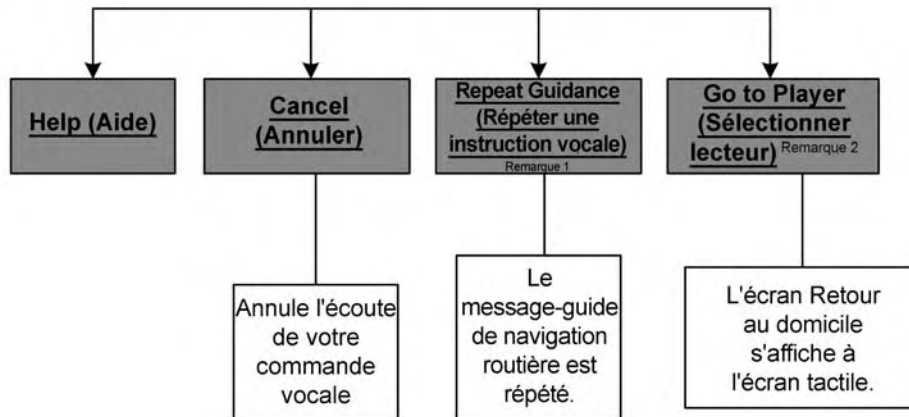 Help (Aide)
Cancel
(Annuler)
Repeat Guidance
(Répéter une
instruction vocale)
Remarque 1
Go to Player
(Sélectionner
lecteur) Remarque 2
Annule l'écoute
de votre
commande
vocale
Le
message-guide
de navigation
routière est
répété.
L'écran Retour
au domicile
s'affiche à
l'écran tactile.